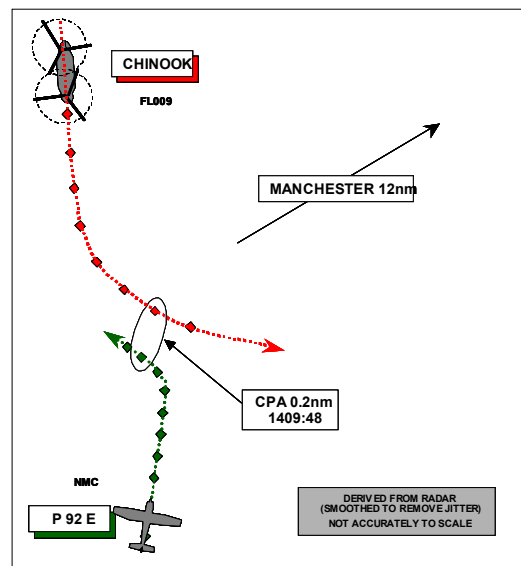 CHINOOK
FL009
MANCHESTER 12nm
CPA 0.2nm
1409:48
NMC
P 92 E
DERIVED FROM RADAR
(SMOOTHED TO REMOVE JITTER)
NOT ACCURATELY TO SCALE